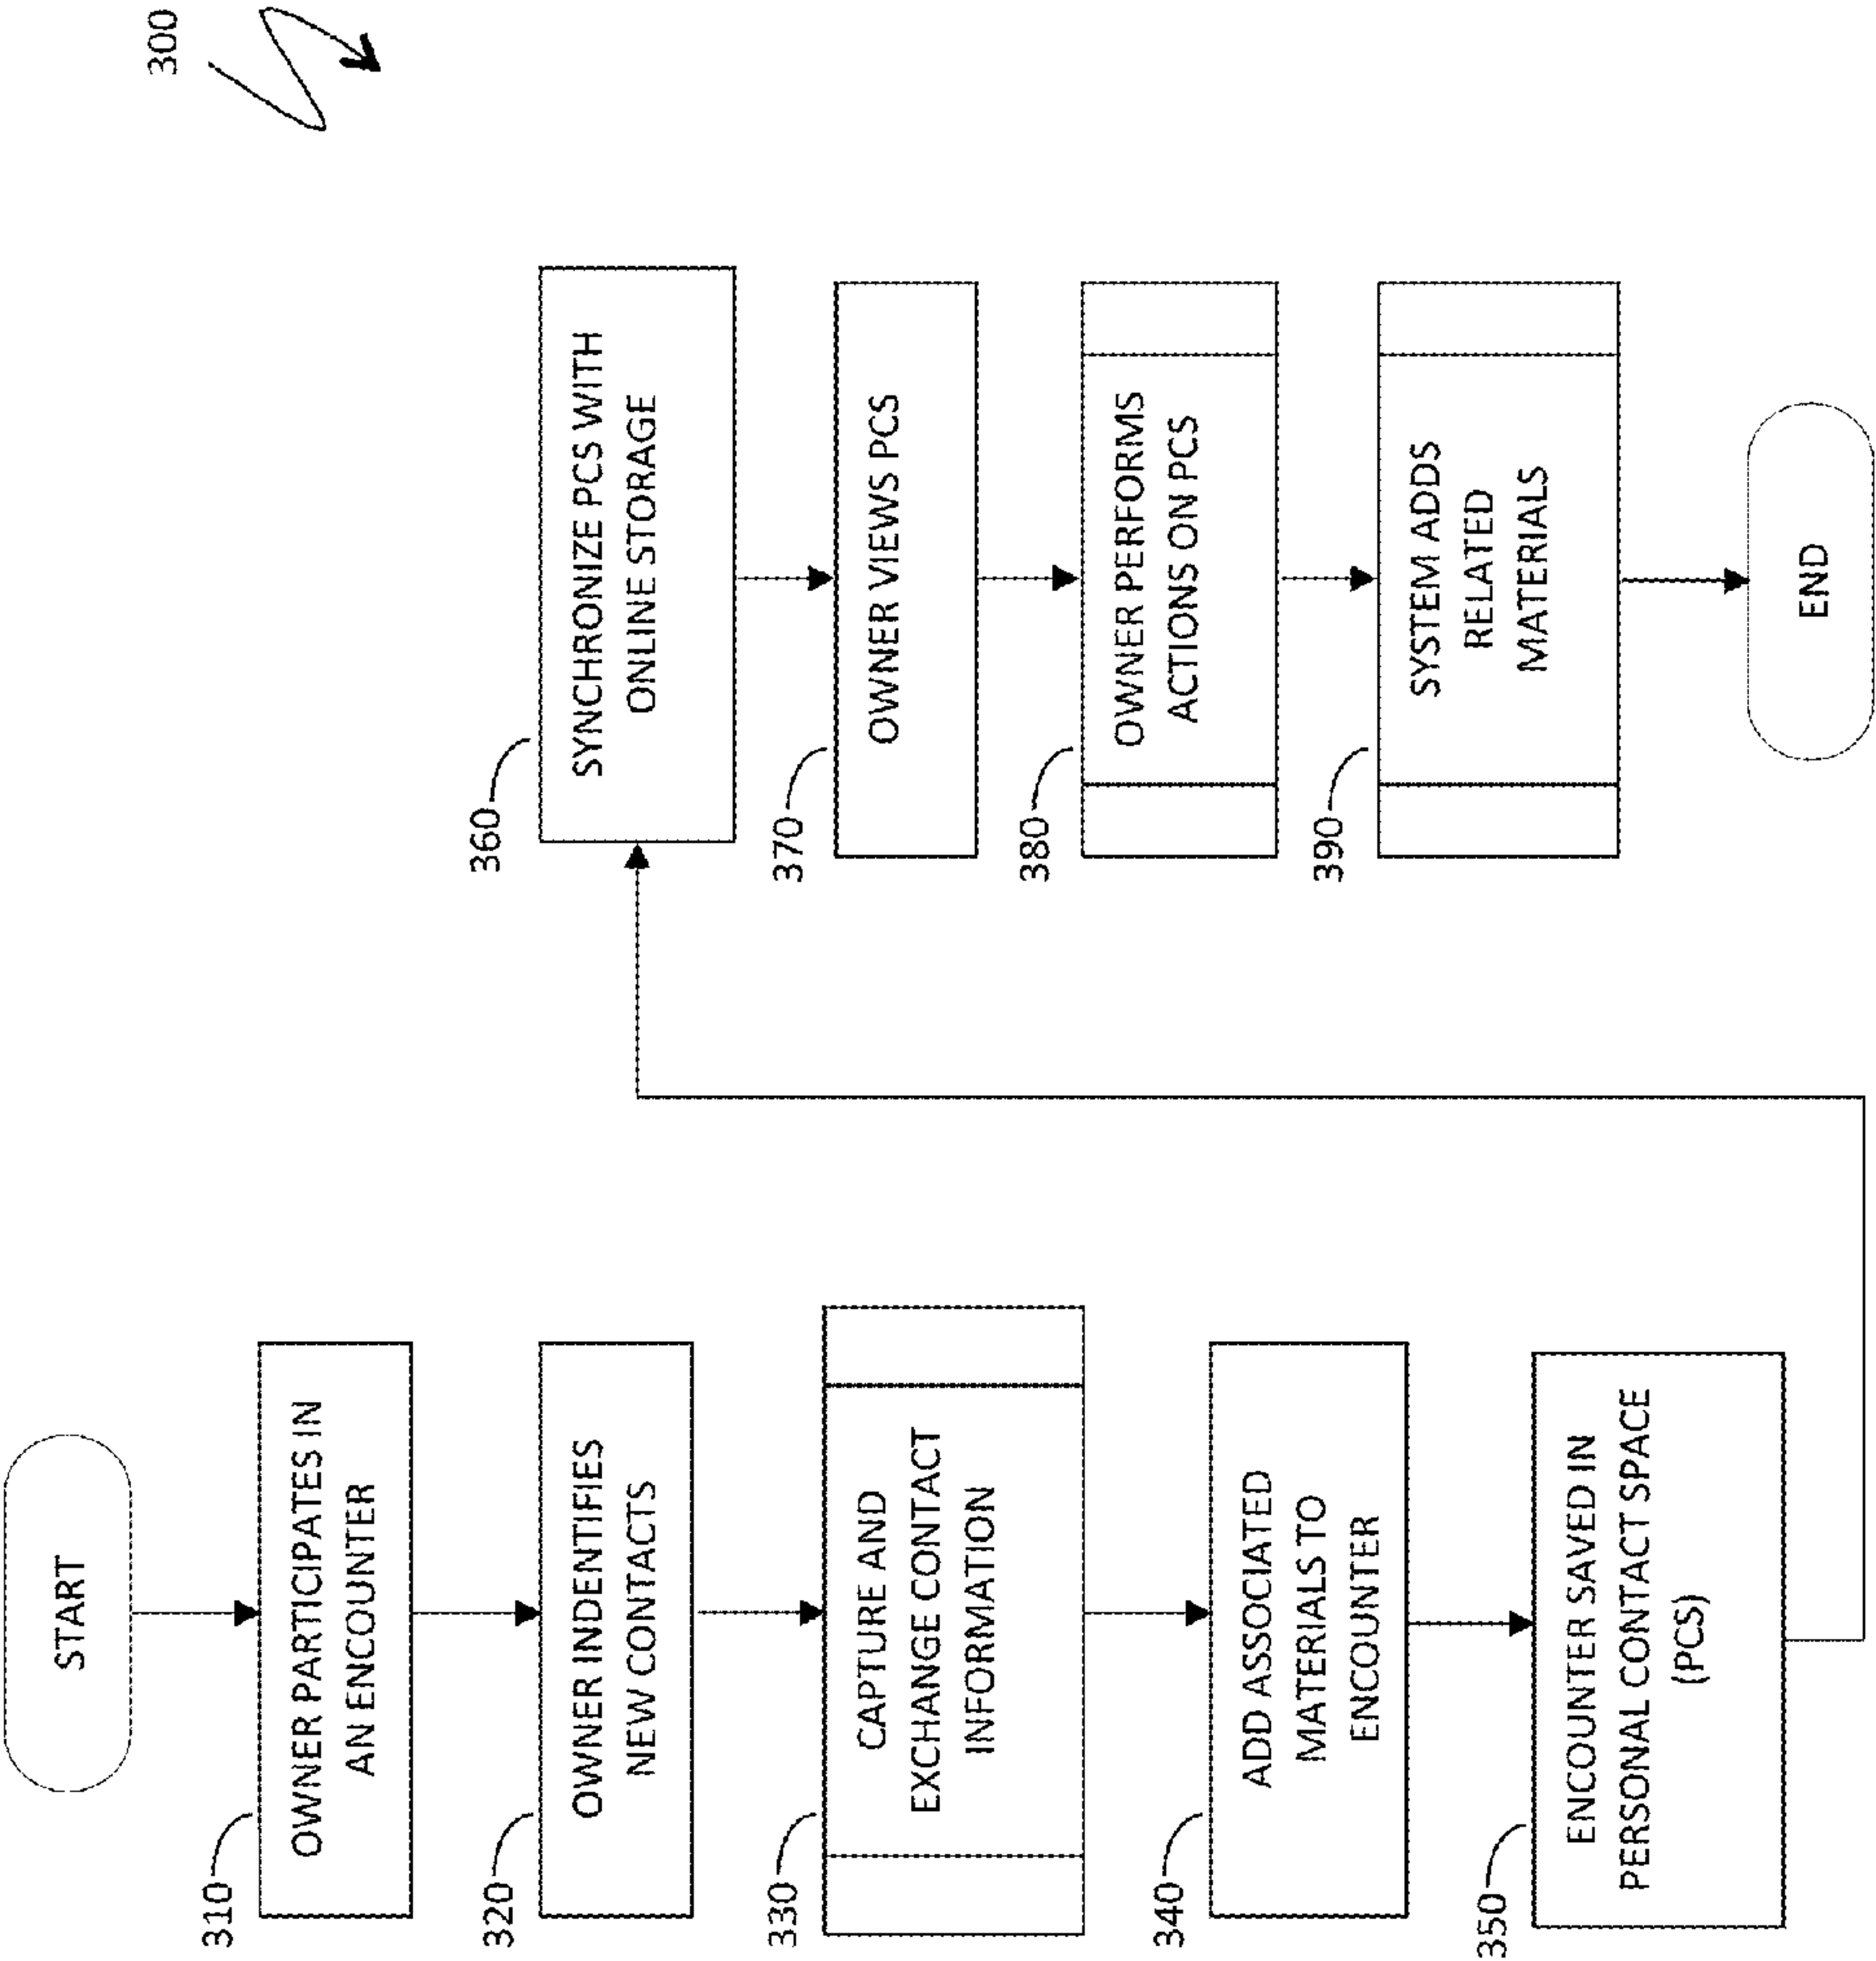 300
START
310
OWNER PARTICIPATES IN
AN ENCOUNTER
320
OWNER INDENTIFIES
NEW CONTACTS
330
CAPTURE AND
EXCHANGE CONTACT
INFORMATION
340
ADD ASSOCIATED
MATERIALS TO
ENCOUNTER
350
ENCOUNTER SAVED IN
PERSONAL CONTACT SPACE
(PCS)
360
SYNCHRONIZE PCS WITH
ONLINE STORAGE
370
OWNER VIEWS PCS
380
OWNER PERFORMS
ACTIONS ON PCS
390
SYSTEM ADDS
RELATED
MATERIALS
END